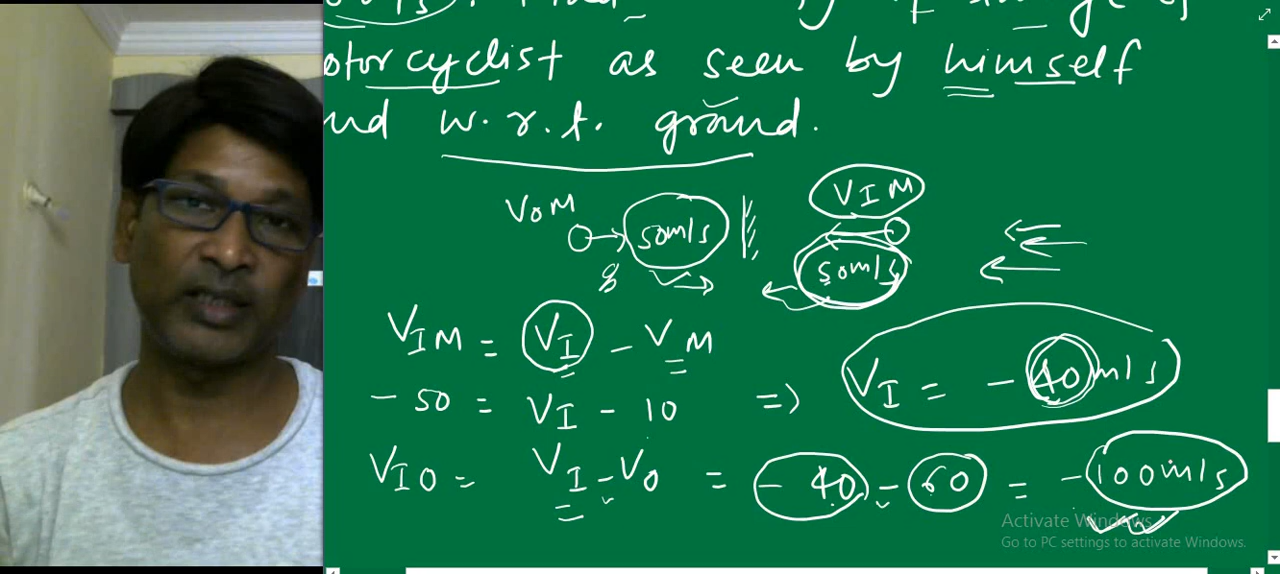 otorcyclist as seen by himself
w.r.t. ground.
VOM 50m/s VIM
50m/s
VIM = VI - VM
- 50 = VI - 10 => VI = - 40m/s
VIO = VI - VO = - 40 - 60 = - 100m/s
Activate Windows
Go to PC settings to activate Windows.